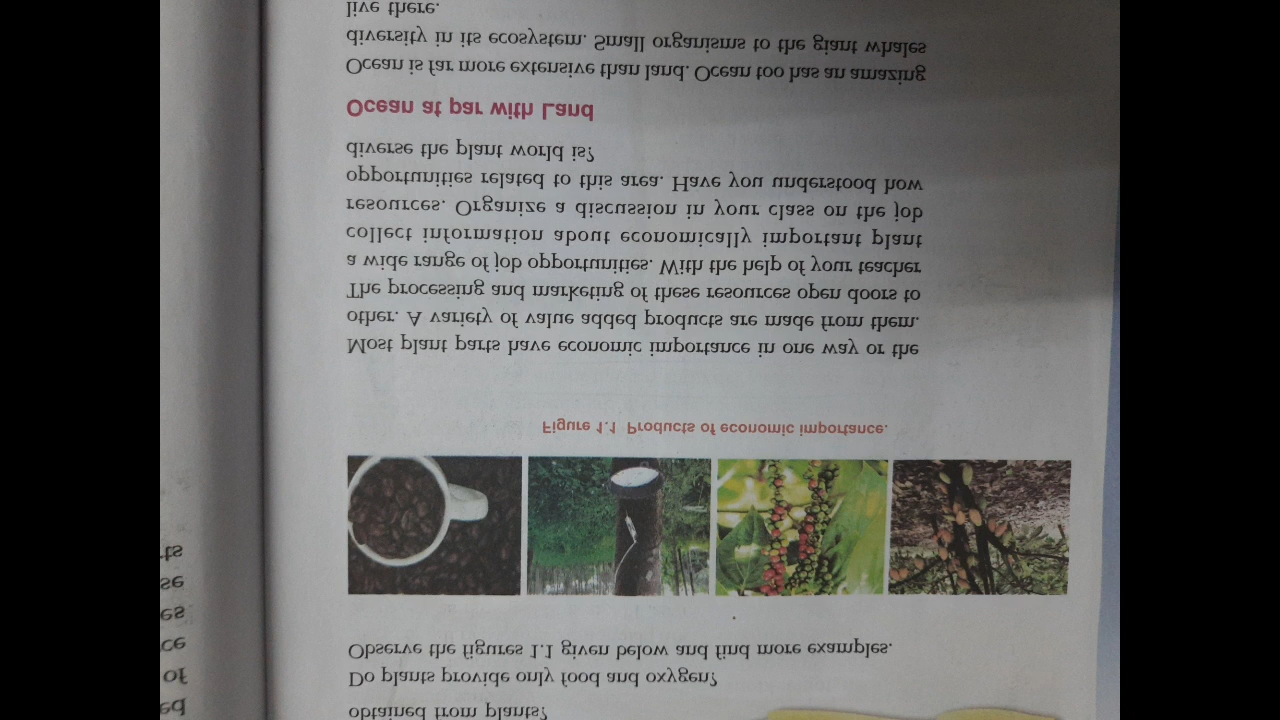 obtained from plants?
Do plants provide only food and oxygen?
Observe the figures 1.1 given below and find more examples.
Figure 1.1 Products of economic importance.
Most plant parts have economic importance in one way or the
other. A variety of value added products are made from them.
The processing and marketing of these resources open doors to
a wide range of job opportunities. With the help of your teacher
collect information about economically important plant
resources. Organize a discussion in your class on the job
opportunities related to this area. Have you understood how
diverse the plant world is?
Ocean at par with Land
Ocean is far more extensive than land. Ocean too has an amazing
diversity in its ecosystem. Small organisms to the giant whales
live there.
ed
of
ce
es
se
ts